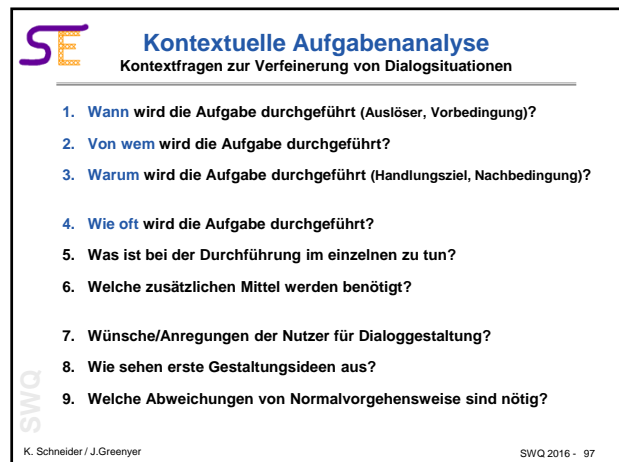 SE
Kontextuelle Aufgabenanalyse
Kontextfragen zur Verfeinerung von Dialogsituationen
1. Wann wird die Aufgabe durchgeführt (Auslöser, Vorbedingung)?
2. Von wem wird die Aufgabe durchgeführt?
3. Warum wird die Aufgabe durchgeführt (Handlungsziel, Nachbedingung)?
4. Wie oft wird die Aufgabe durchgeführt?
5. Was ist bei der Durchführung im einzelnen zu tun?
6. Welche zusätzlichen Mittel werden benötigt?
7. Wünsche/Anregungen der Nutzer für Dialoggestaltung?
8. Wie sehen erste Gestaltungsideen aus?
9. Welche Abweichungen von Normalvorgehensweise sind nötig?
SWQ
K. Schneider / J.Greenyer
SWQ 2016 - 97